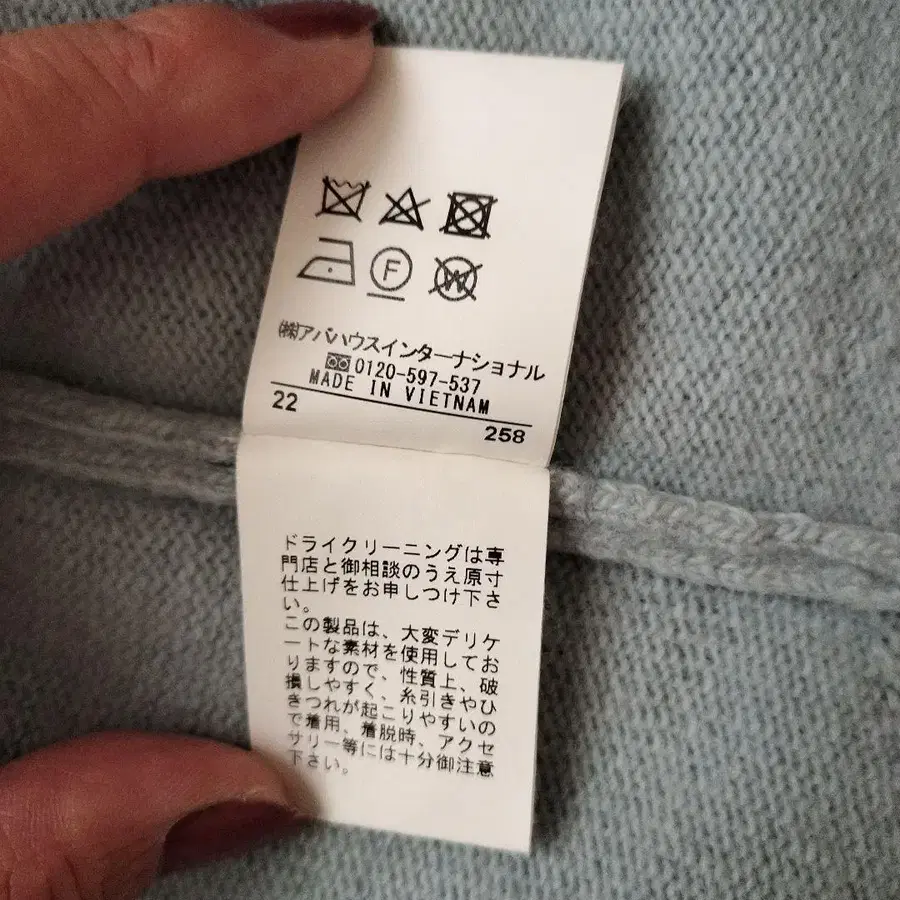 F
W
㈱アバハウスインターナショナル
0120-597-537
MADE IN VIETNAM
22
258
ドライクリーニングは専
門店と御相談のうえ原寸
仕上げをお申しつけ下さ
い。
この製品は、大変デリケ
ートな素材を使用してお
りますので、性質上、破
損しやすく、糸引きやひ
きつれが起こりやすいの
で着用、着脱時、アクセ
サリー等には十分御注意
下さい。